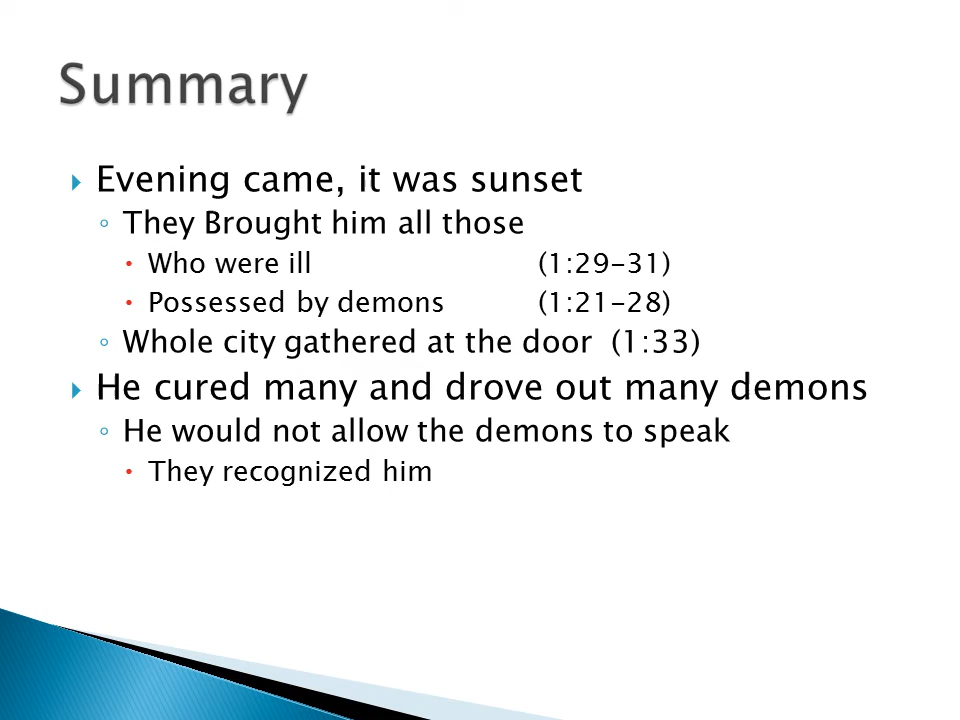 Summary
Evening came, it was sunset
They Brought him all those
Who were ill (1:29-31)
Possessed by demons (1:21-28)
Whole city gathered at the door (1:33)
He cured many and drove out many demons
He would not allow the demons to speak
They recognized him